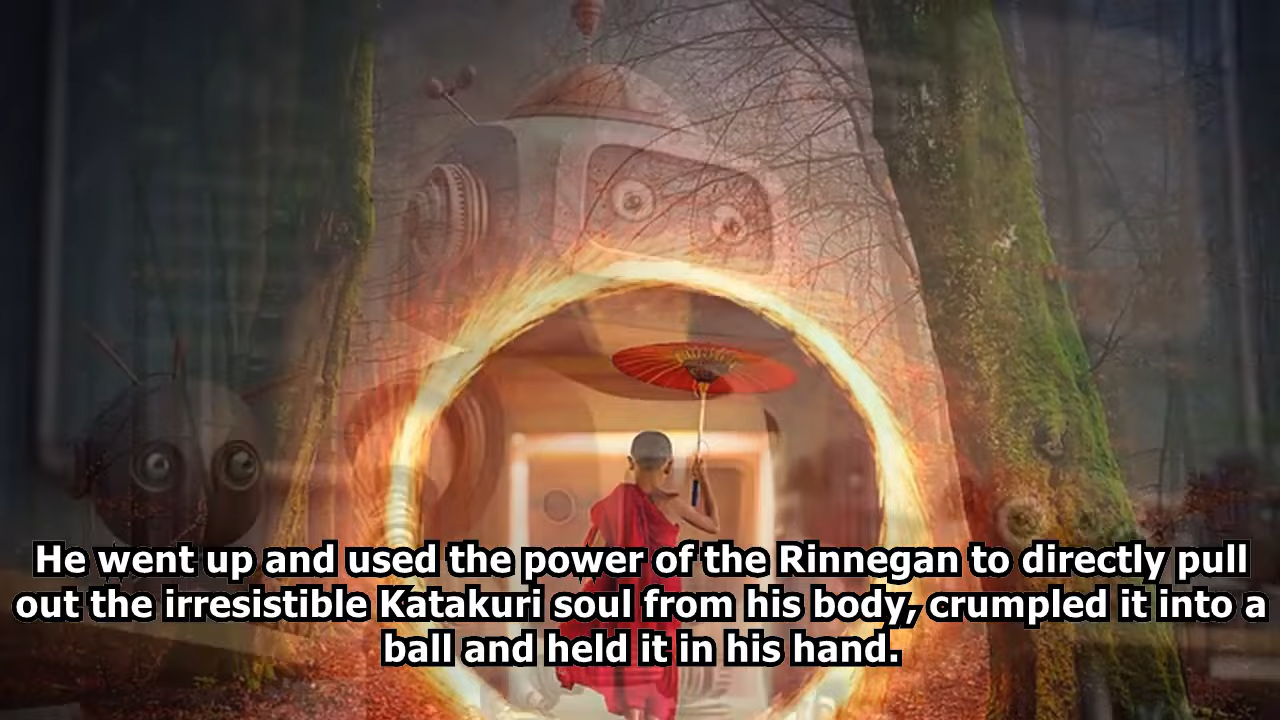 He went up and used the power of the Rinnegan to directly pull
out the irresistible Katakuri soul from his body, crumpled it into a
ball and held it in his hand.